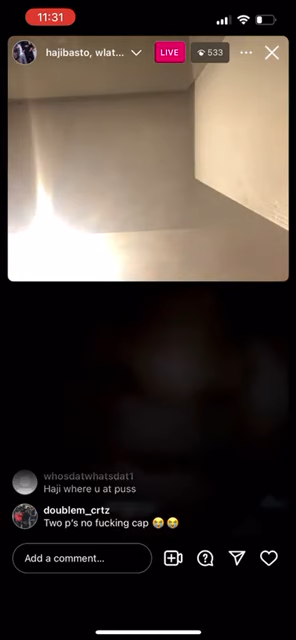 11:31
hajibasto, wlat...
LIVE
533
whosdatwhatsdat1
Haji where u at puss
doublem_crtz
Two p's no fucking cap 😭😭
Add a comment...